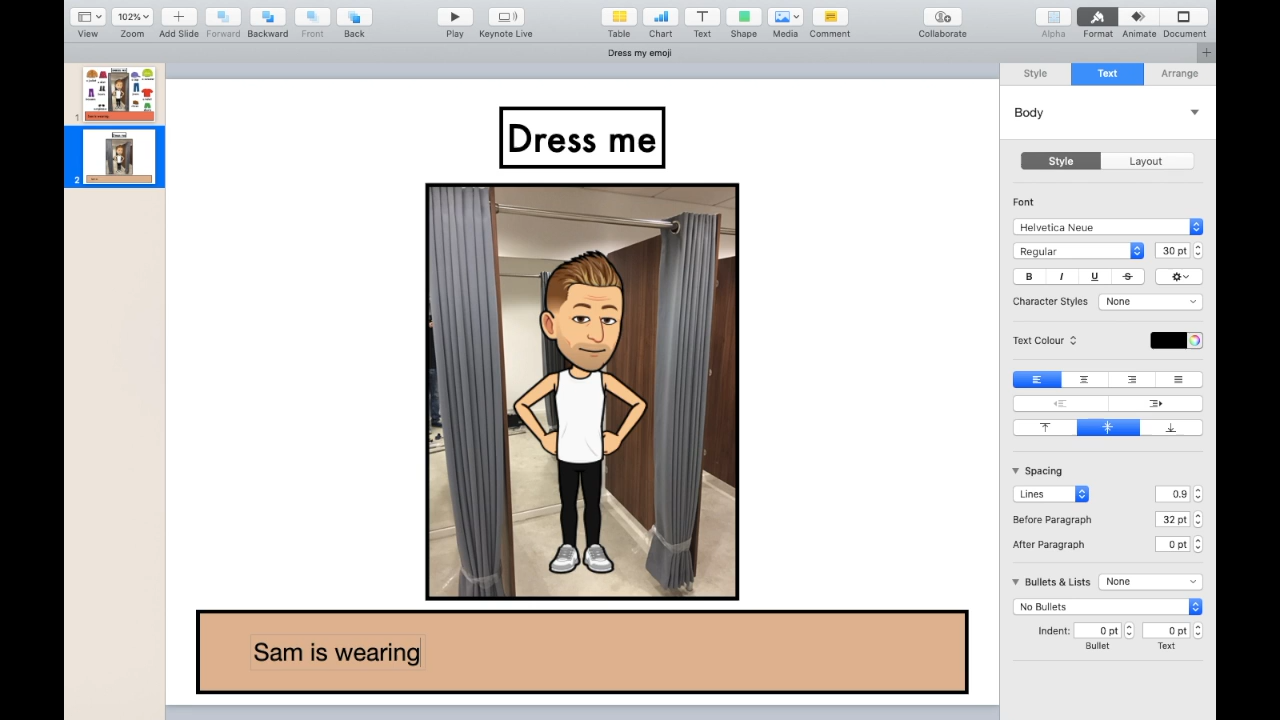 View
102%
Zoom
Add Slide
Forward
Backward
Front
Back
Play
Keynote Live
Table
Chart
Text
Shape
Media
Comment
Collaborate
Alpha
Format
Animate
Document
Dress my emoji
1
2
Dress me
Sam is wearing
Style
Text
Arrange
Body
Style
Layout
Font
Helvetica Neue
Regular
30 pt
B
I
U
S
Character Styles
None
Text Colour
Spacing
Lines
0.9
Before Paragraph
32 pt
After Paragraph
0 pt
Bullets & Lists
None
No Bullets
Indent:
0 pt
0 pt
Bullet
Text